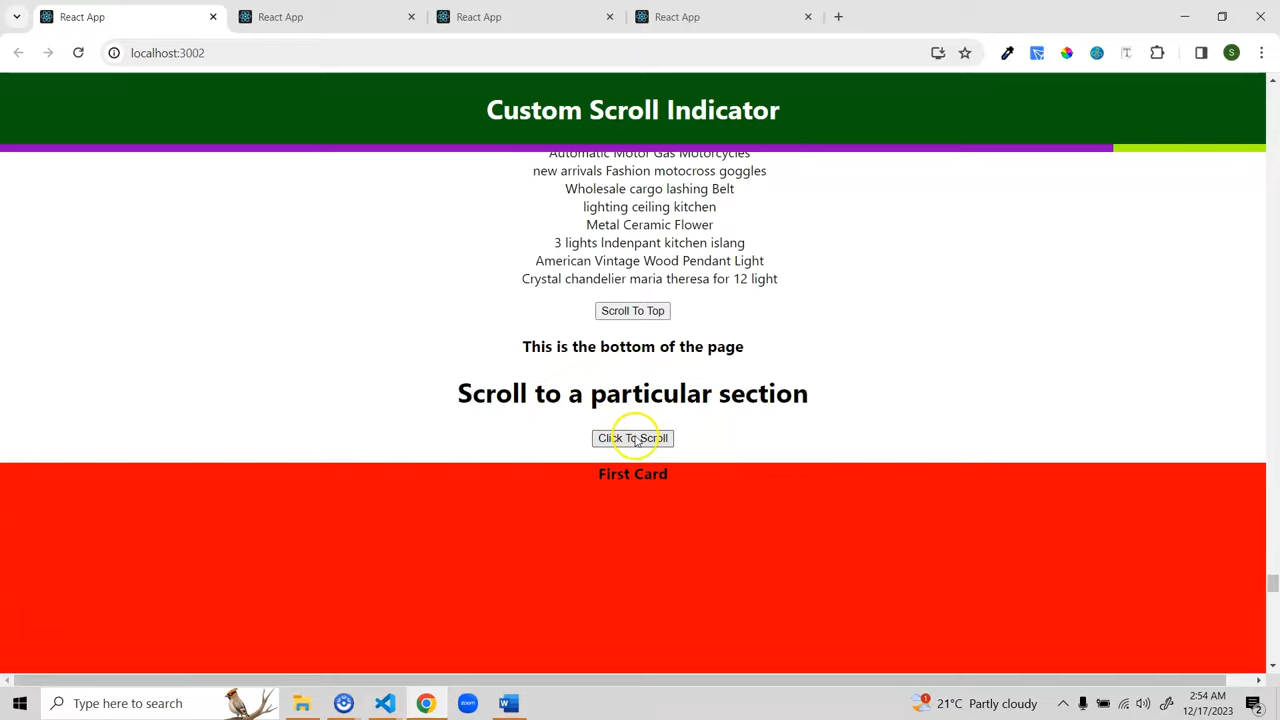 React App
React App
React App
React App
localhost:3002
S
Custom Scroll Indicator
Automatic Motor Gas Motorcycles
new arrivals Fashion motocross goggles
Wholesale cargo lashing Belt
lighting ceiling kitchen
Metal Ceramic Flower
3 lights Indenpant kitchen islang
American Vintage Wood Pendant Light
Crystal chandelier maria theresa for 12 light
Scroll To Top
This is the bottom of the page
Scroll to a particular section
Click To Scroll
First Card
Type here to search
zoom
1
21°C Partly cloudy
2:54 AM
12/17/2023
2